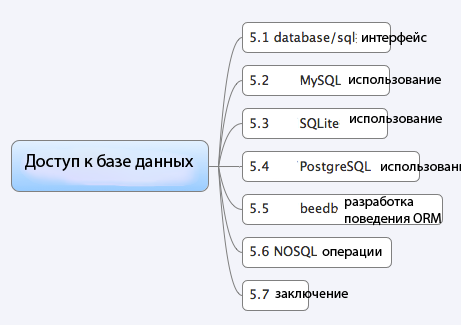 5.1 database/sql интерфейс
5.2 MySQL использование
5.3 SQLite использование
Доступ к базе данных
5.4 PostgreSQL использовани
5.5 beedb разработка
поведения ORM
5.6 NOSQL операции
5.7 заключение